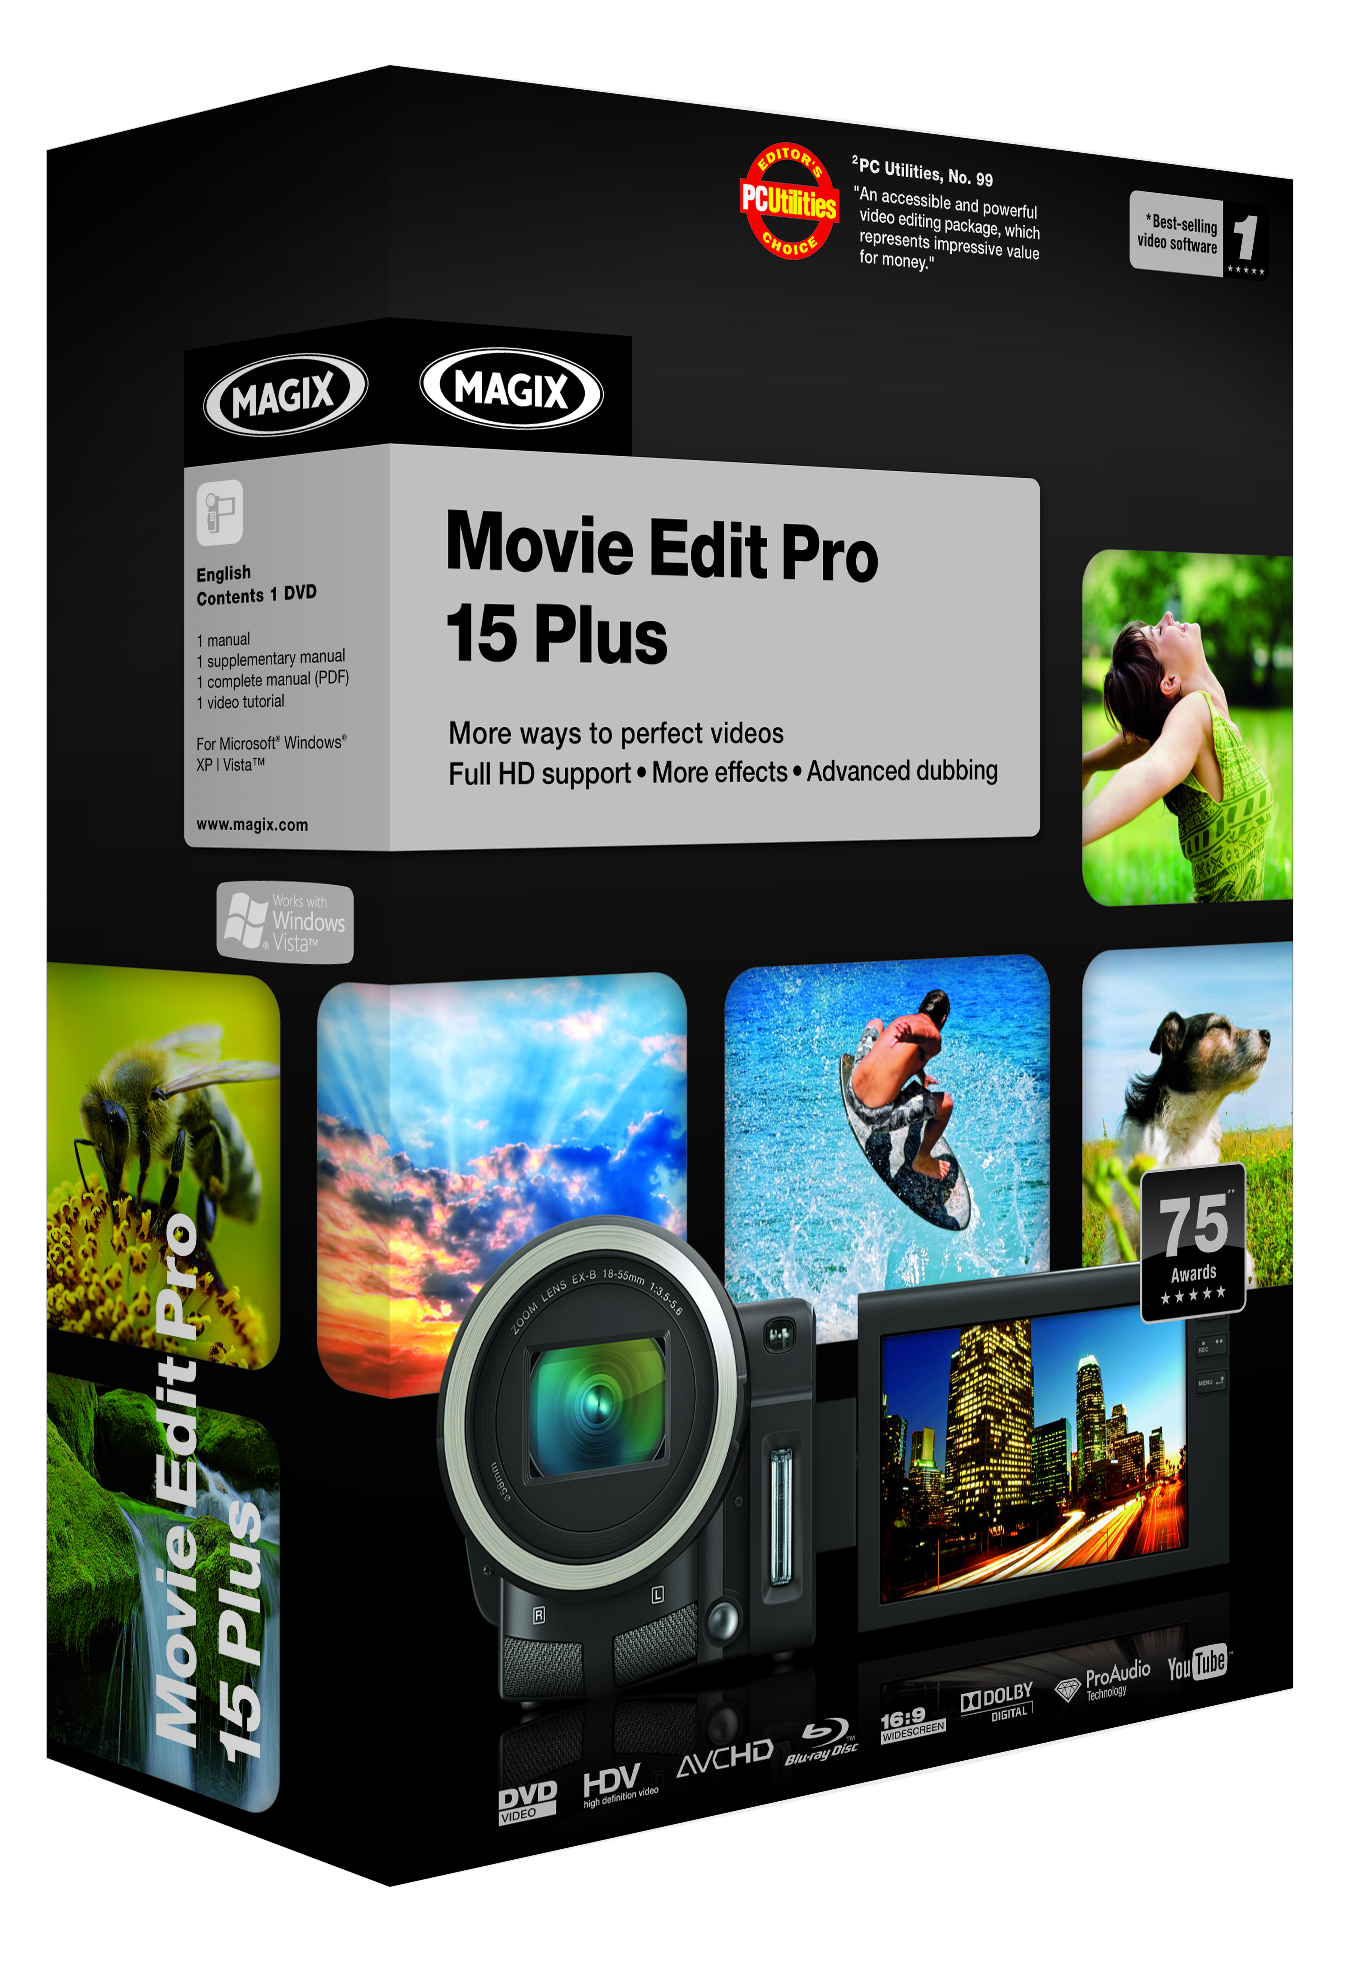 EDITOR'S
PCUtilities
CHOICE
²PC Utilities, No. 99
"An accessible and powerful
video editing package, which
represents impressive value
for money."
*Best-selling
video software
1
MAGIX
MAGIX
English
Contents 1 DVD
1 manual
1 supplementary manual
1 complete manual (PDF)
1 video tutorial
For Microsoft® Windows®
XP | Vista™
www.magix.com
Movie Edit Pro
15 Plus
More ways to perfect videos
Full HD support • More effects • Advanced dubbing
Works with
Windows
® Vista™
Movie Edit Pro
15 Plus
ZOOM LENS EX-B 18-55mm 1:3.5-5.6
⌀58mm
R
L
75
Awards
REC
MENU
DVD
VIDEO
HDV
high definition video
AVCHD
Blu-ray Disc™
16:9
WIDESCREEN
DOLBY
DIGITAL
ProAudio
Technology
YouTube™